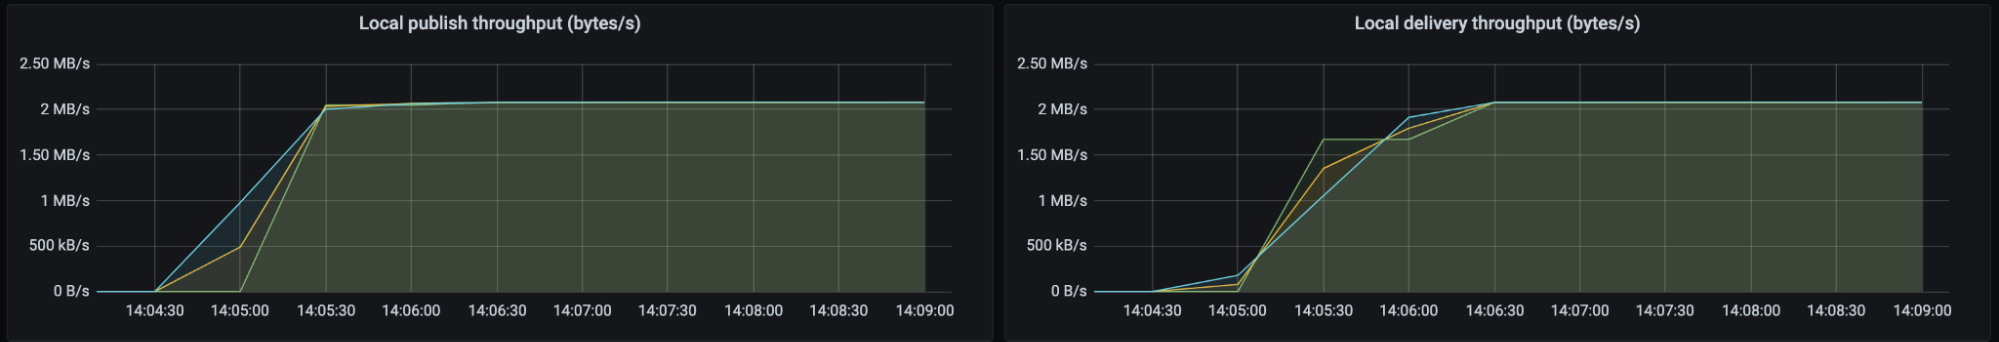 Local publish throughput (bytes/s)
2.50 MB/s
2 MB/s
1.50 MB/s
1 MB/s
500 kB/s
0 B/s
14:04:30 14:05:00 14:05:30 14:06:00 14:06:30 14:07:00 14:07:30 14:08:00 14:08:30 14:09:00
Local delivery throughput (bytes/s)
2.50 MB/s
2 MB/s
1.50 MB/s
1 MB/s
500 kB/s
0 B/s
14:04:30 14:05:00 14:05:30 14:06:00 14:06:30 14:07:00 14:07:30 14:08:00 14:08:30 14:09:00